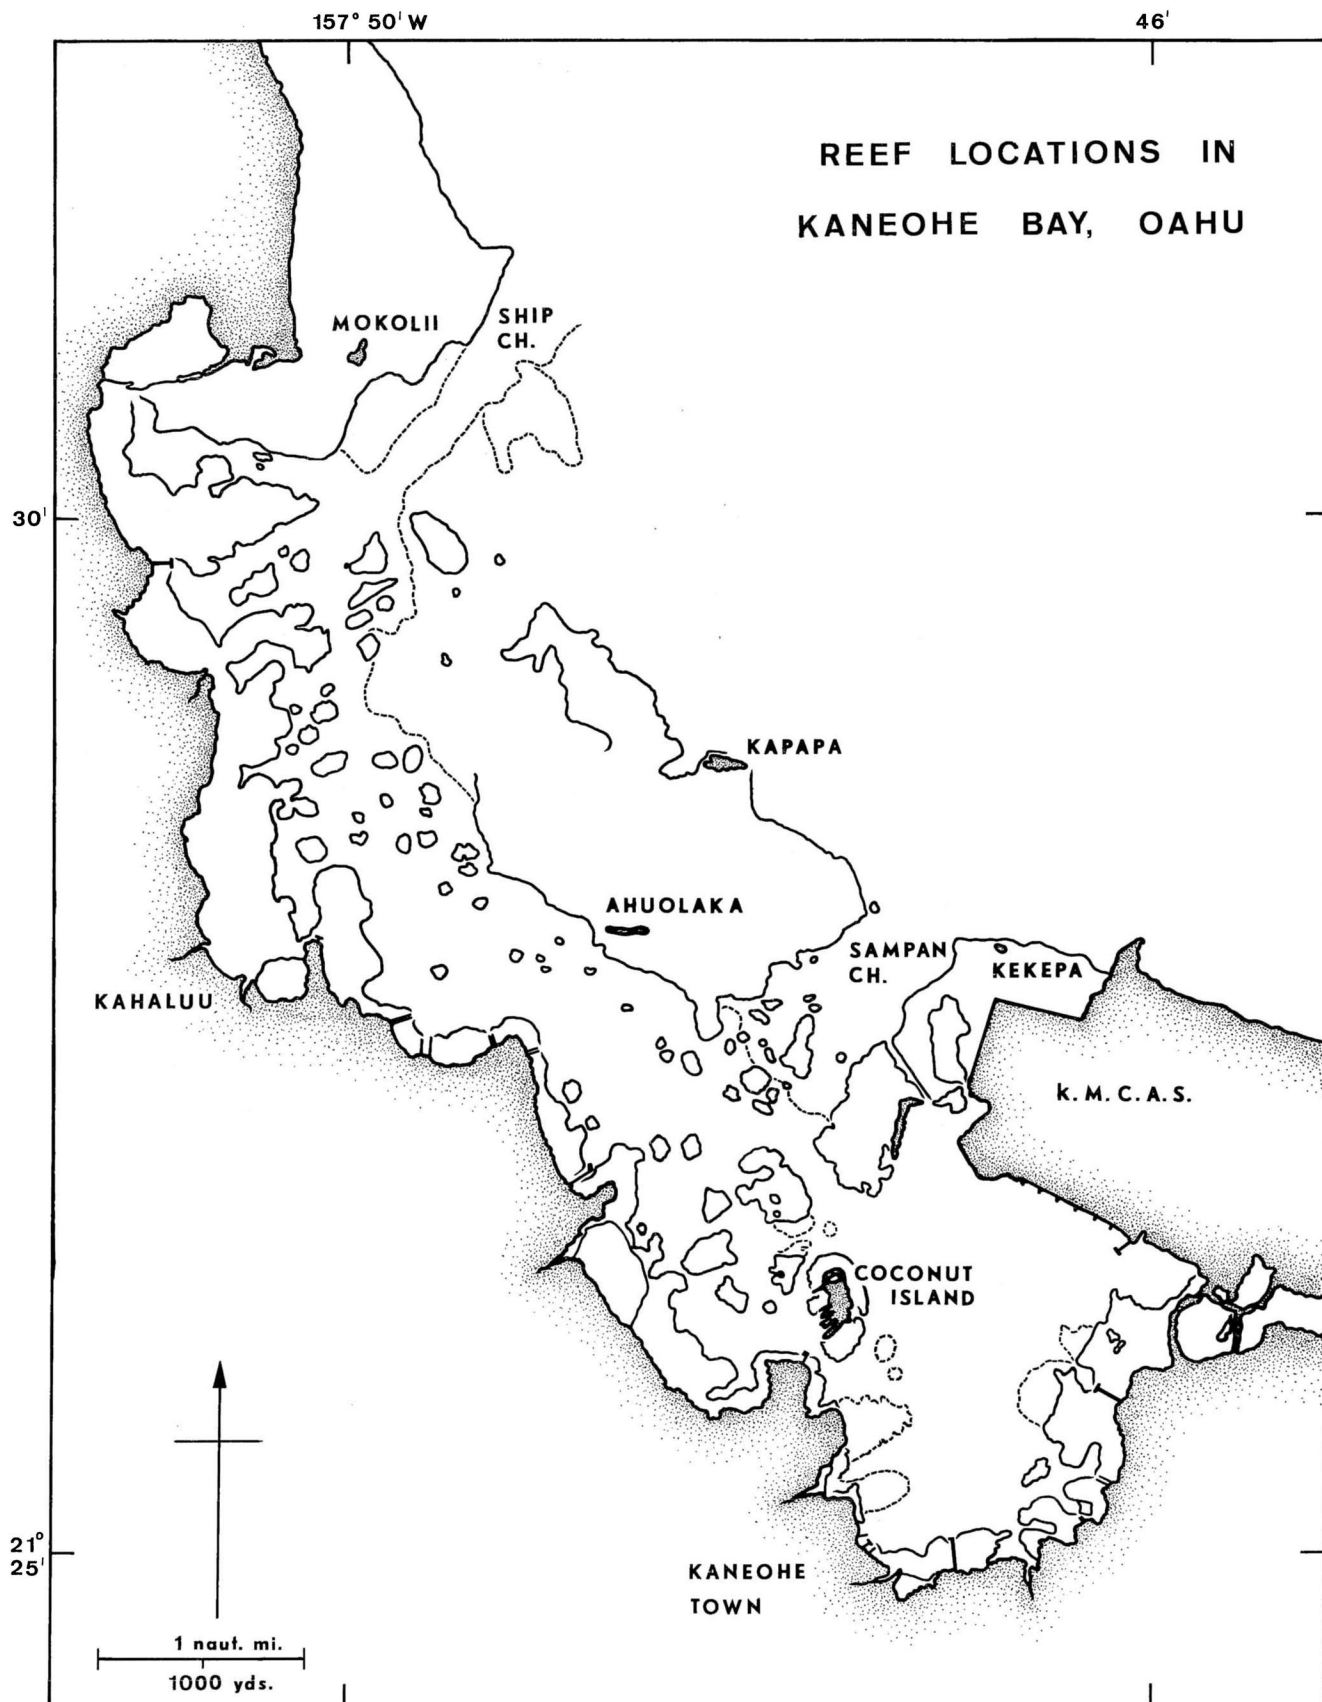 157° 50' W
46'
REEF LOCATIONS IN
KANEOHE BAY, OAHU
MOKOLII
SHIP
CH.
30'
KAPAPA
AHUOLAKA
SAMPAN
CH.
KEKEPA
KAHALUU
K.M.C.A.S.
COCONUT
ISLAND
21°
25'
KANEOHE
TOWN
1 naut. mi.
1000 yds.